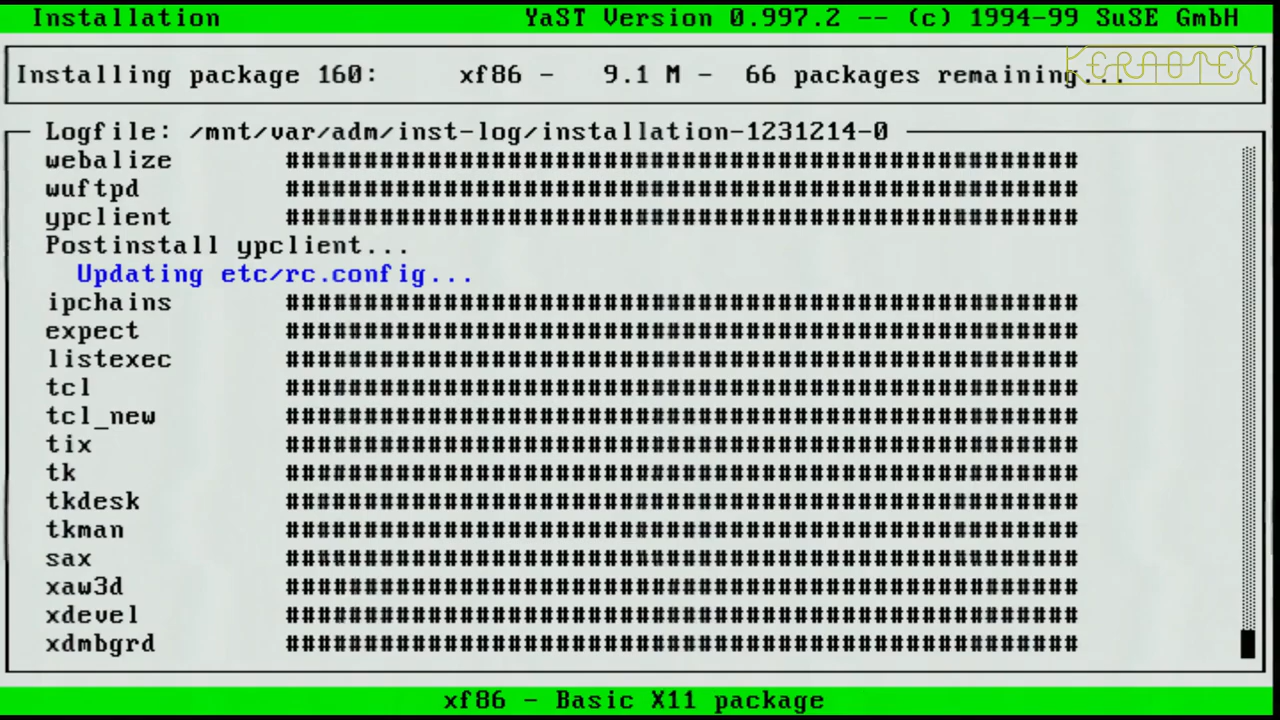 Installation YaST Version 0.997.2 -- (c) 1994-99 SuSE GmbH
Installing package 160: xf86 - 9.1 M - 66 packages remaining...
KERNOTEX
Logfile: /mnt/var/adm/inst-log/installation-1231214-0
webalize ##################################################
wuftpd ##################################################
ypclient ##################################################
Postinstall ypclient...
Updating etc/rc.config...
ipchains ##################################################
expect ##################################################
listexec ##################################################
tcl ##################################################
tcl_new ##################################################
tix ##################################################
tk ##################################################
tkdesk ##################################################
tkman ##################################################
sax ##################################################
xaw3d ##################################################
xdevel ##################################################
xdmbgrd ##################################################
xf86 - Basic X11 package